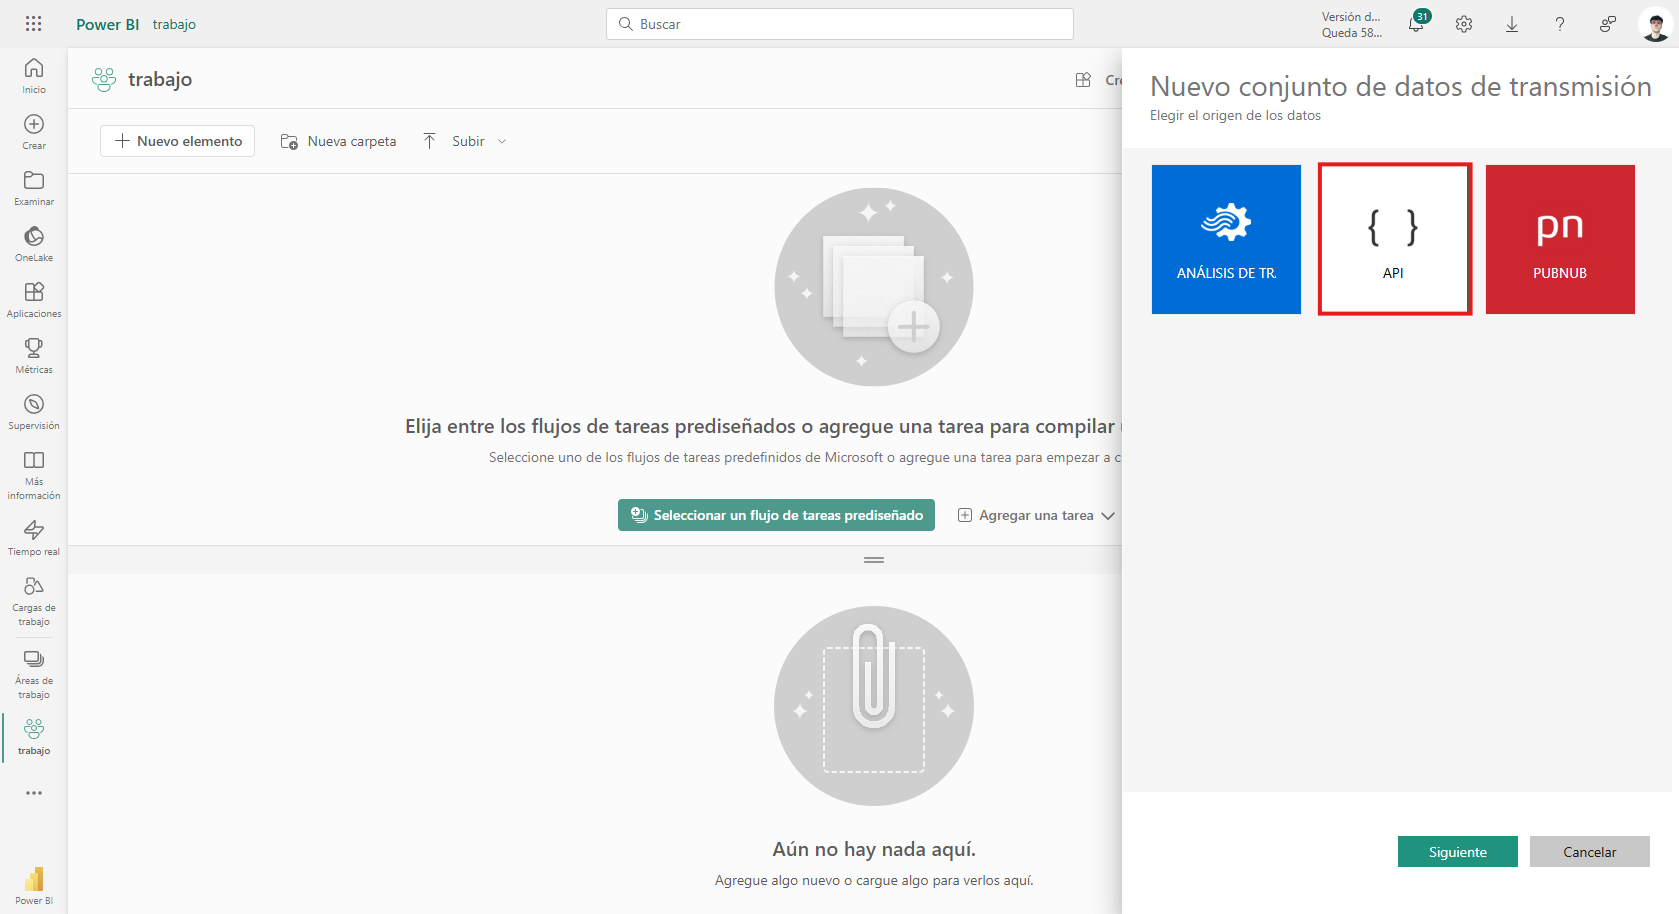 Power BI trabajo
Buscar
Versión d...
Queda 58...
31
Inicio
Crear
Examinar
OneLake
Aplicaciones
Métricas
Supervisión
Más
información
Tiempo real
Cargas de
trabajo
Áreas de
trabajo
trabajo
Power BI
trabajo
Cre
Nuevo elemento
Nueva carpeta
Subir
Elija entre los flujos de tareas prediseñados o agregue una tarea para compilar
Seleccione uno de los flujos de tareas predefinidos de Microsoft o agregue una tarea para empezar a c
Seleccionar un flujo de tareas prediseñado
Agregar una tarea
Aún no hay nada aquí.
Agregue algo nuevo o cargue algo para verlos aquí.
Nuevo conjunto de datos de transmisión
Elegir el origen de los datos
ANÁLISIS DE TR.
{ }
API
pn
PUBNUB
Siguiente
Cancelar